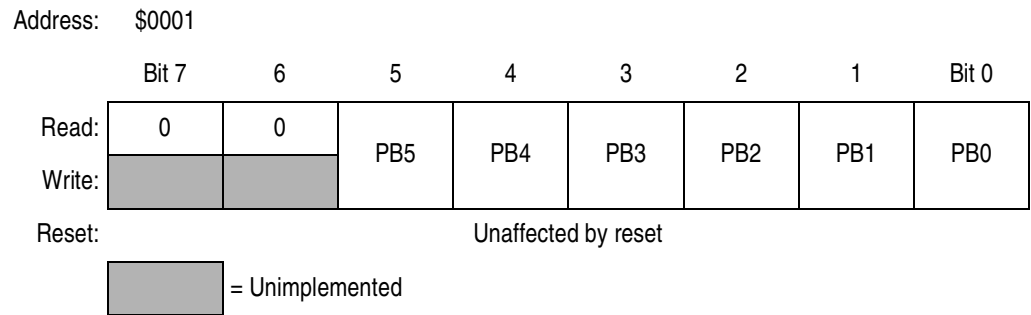 Address: $0001
Bit 7 6 5 4 3 2 1 Bit 0
Read: 0 0
PB5 PB4 PB3 PB2 PB1 PB0
Write:
Reset: Unaffected by reset
= Unimplemented